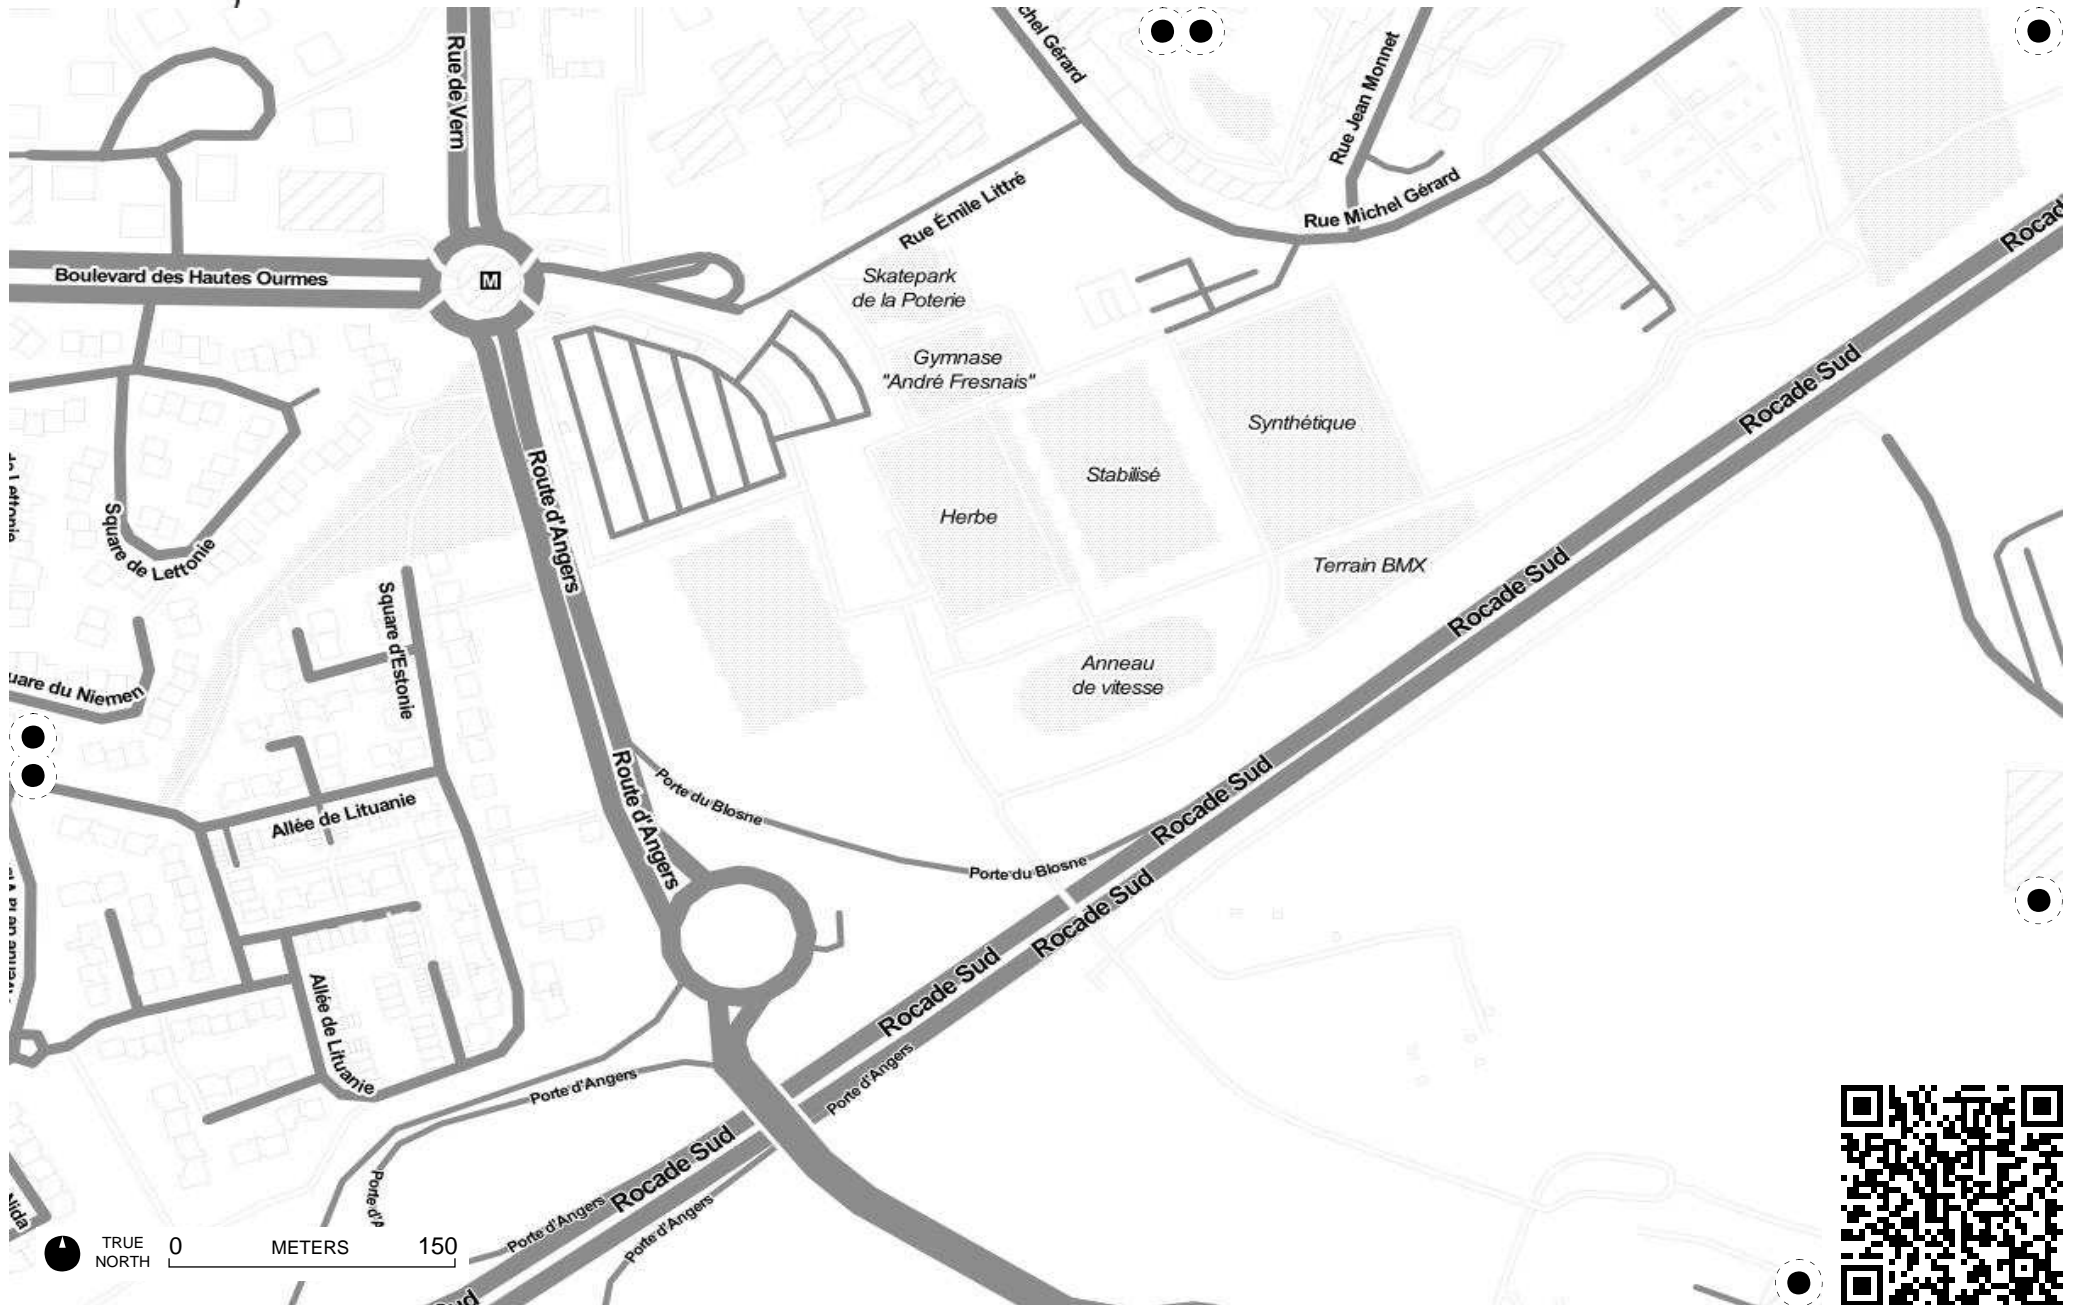 chel Gérard
Rue de Vern
Rue Jean Monnet
Rue Émile Littré
Rue Michel Gérard
Rocad
Boulevard des Hautes Ourmes
M
Skatepark
de la Poterie
Gymnase
"André Fresnais"
Rocade Sud
Synthétique
Stabilisé
Herbe
Route d'Angers
de Lettonie
Square de Lettonie
Terrain BMX
Rocade Sud
Square d'Estonie
Anneau
de vitesse
uare du Niemen
Route d'Angers
Porte du Blosne
Rocade Sud
Allée de Lituanie
Porte du Blosne
Rocade Sud
Rocade Sud
Allée de Lituanie
Porte d'Angers
Porte d'Angers
Rocade Sud
Porte d'A
Porte d'Angers
Porte d'Angers
Nida
TRUE
NORTH
0
METERS
150
ud